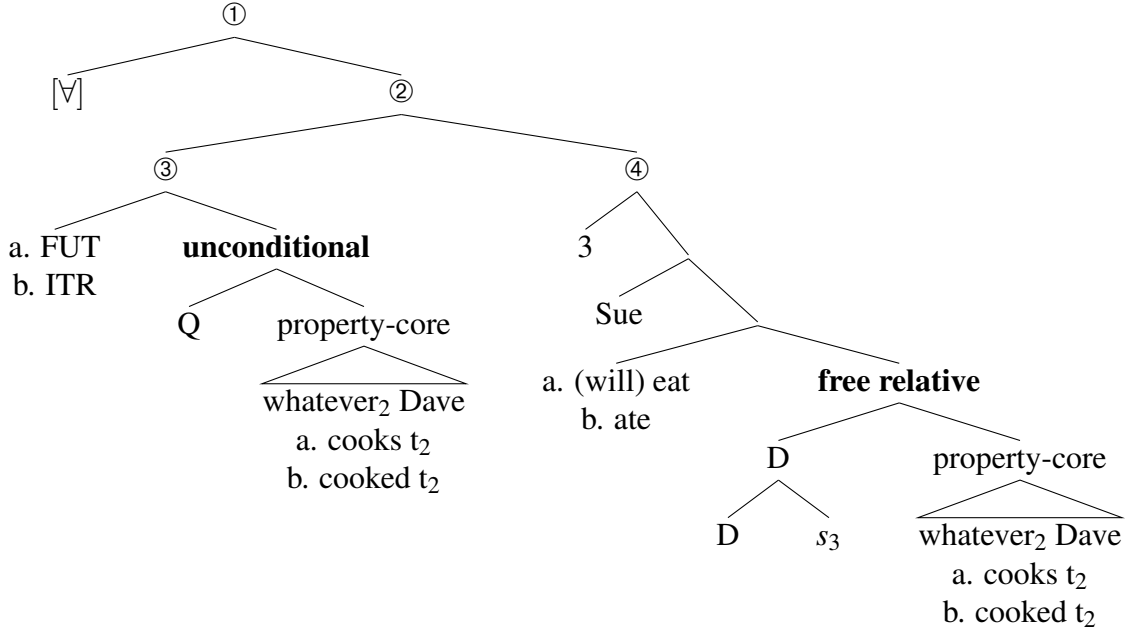 ①
[∀]
②
③
④
a. FUT
b. ITR
unconditional
3
Q
property-core
Sue
whatever₂ Dave
a. cooks t₂
b. cooked t₂
a. (will) eat
b. ate
free relative
D
property-core
D
s₃
whatever₂ Dave
a. cooks t₂
b. cooked t₂